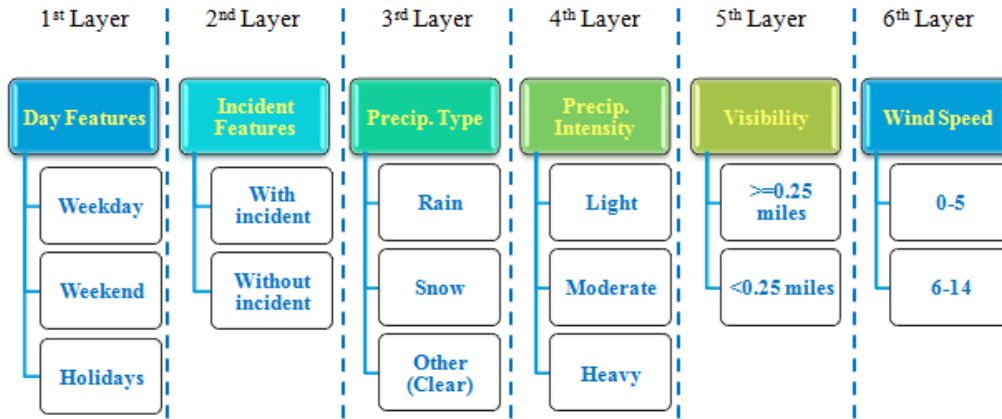 1st Layer
2nd Layer
3rd Layer
4th Layer
5th Layer
6th Layer
Day Features
Incident
Features
Precip. Type
Precip.
Intensity
Visibility
Wind Speed
Weekday
With
incident
Rain
Light
>=0.25
miles
0-5
Weekend
Without
incident
Snow
Moderate
<0.25 miles
6-14
Holidays
Other
(Clear)
Heavy